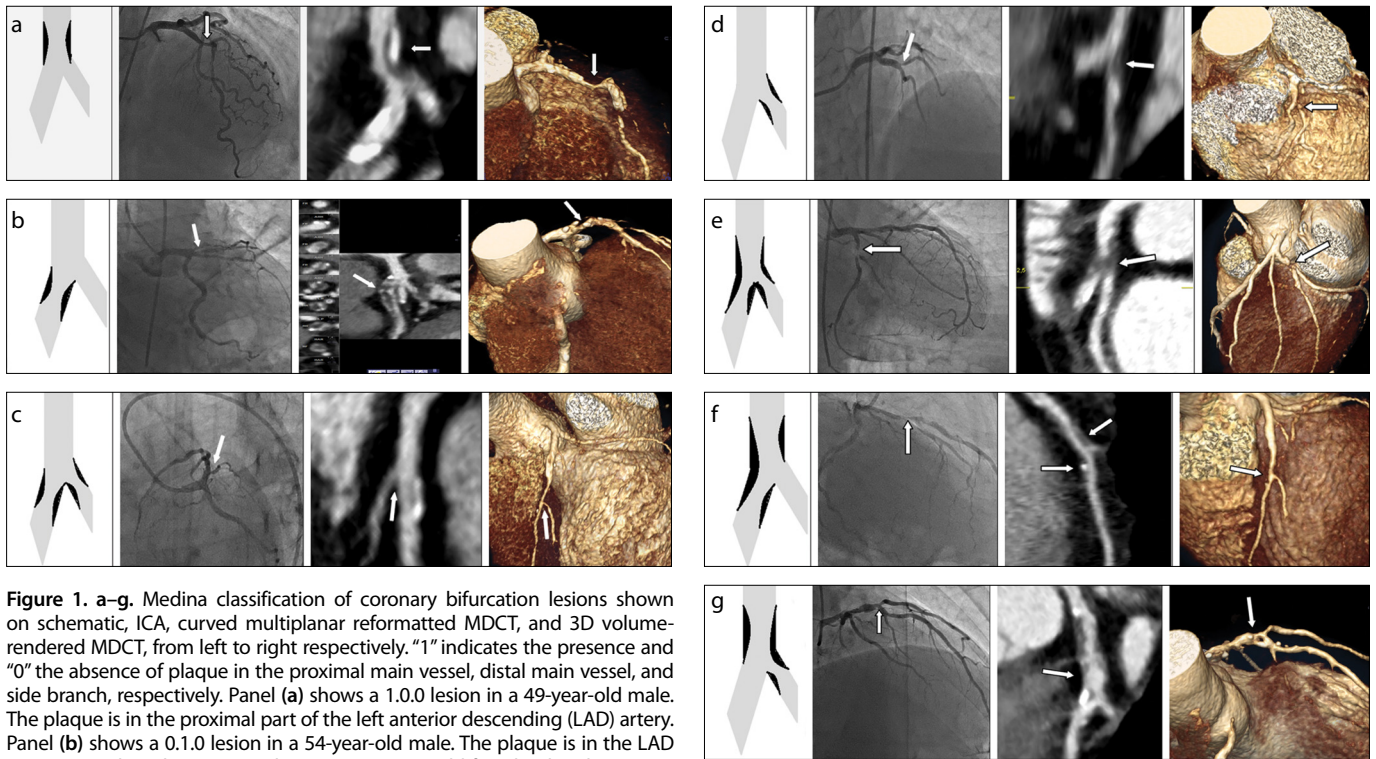 a
b
c
Figure 1. a–g. Medina classification of coronary bifurcation lesions shown
on schematic, ICA, curved multiplanar reformatted MDCT, and 3D volume-
rendered MDCT, from left to right respectively. “1” indicates the presence and
“0” the absence of plaque in the proximal main vessel, distal main vessel, and
side branch, respectively. Panel (a) shows a 1.0.0 lesion in a 49-year-old male.
The plaque is in the proximal part of the left anterior descending (LAD) artery.
Panel (b) shows a 0.1.0 lesion in a 54-year-old male. The plaque is in the LAD
d
e
2,5
f
g